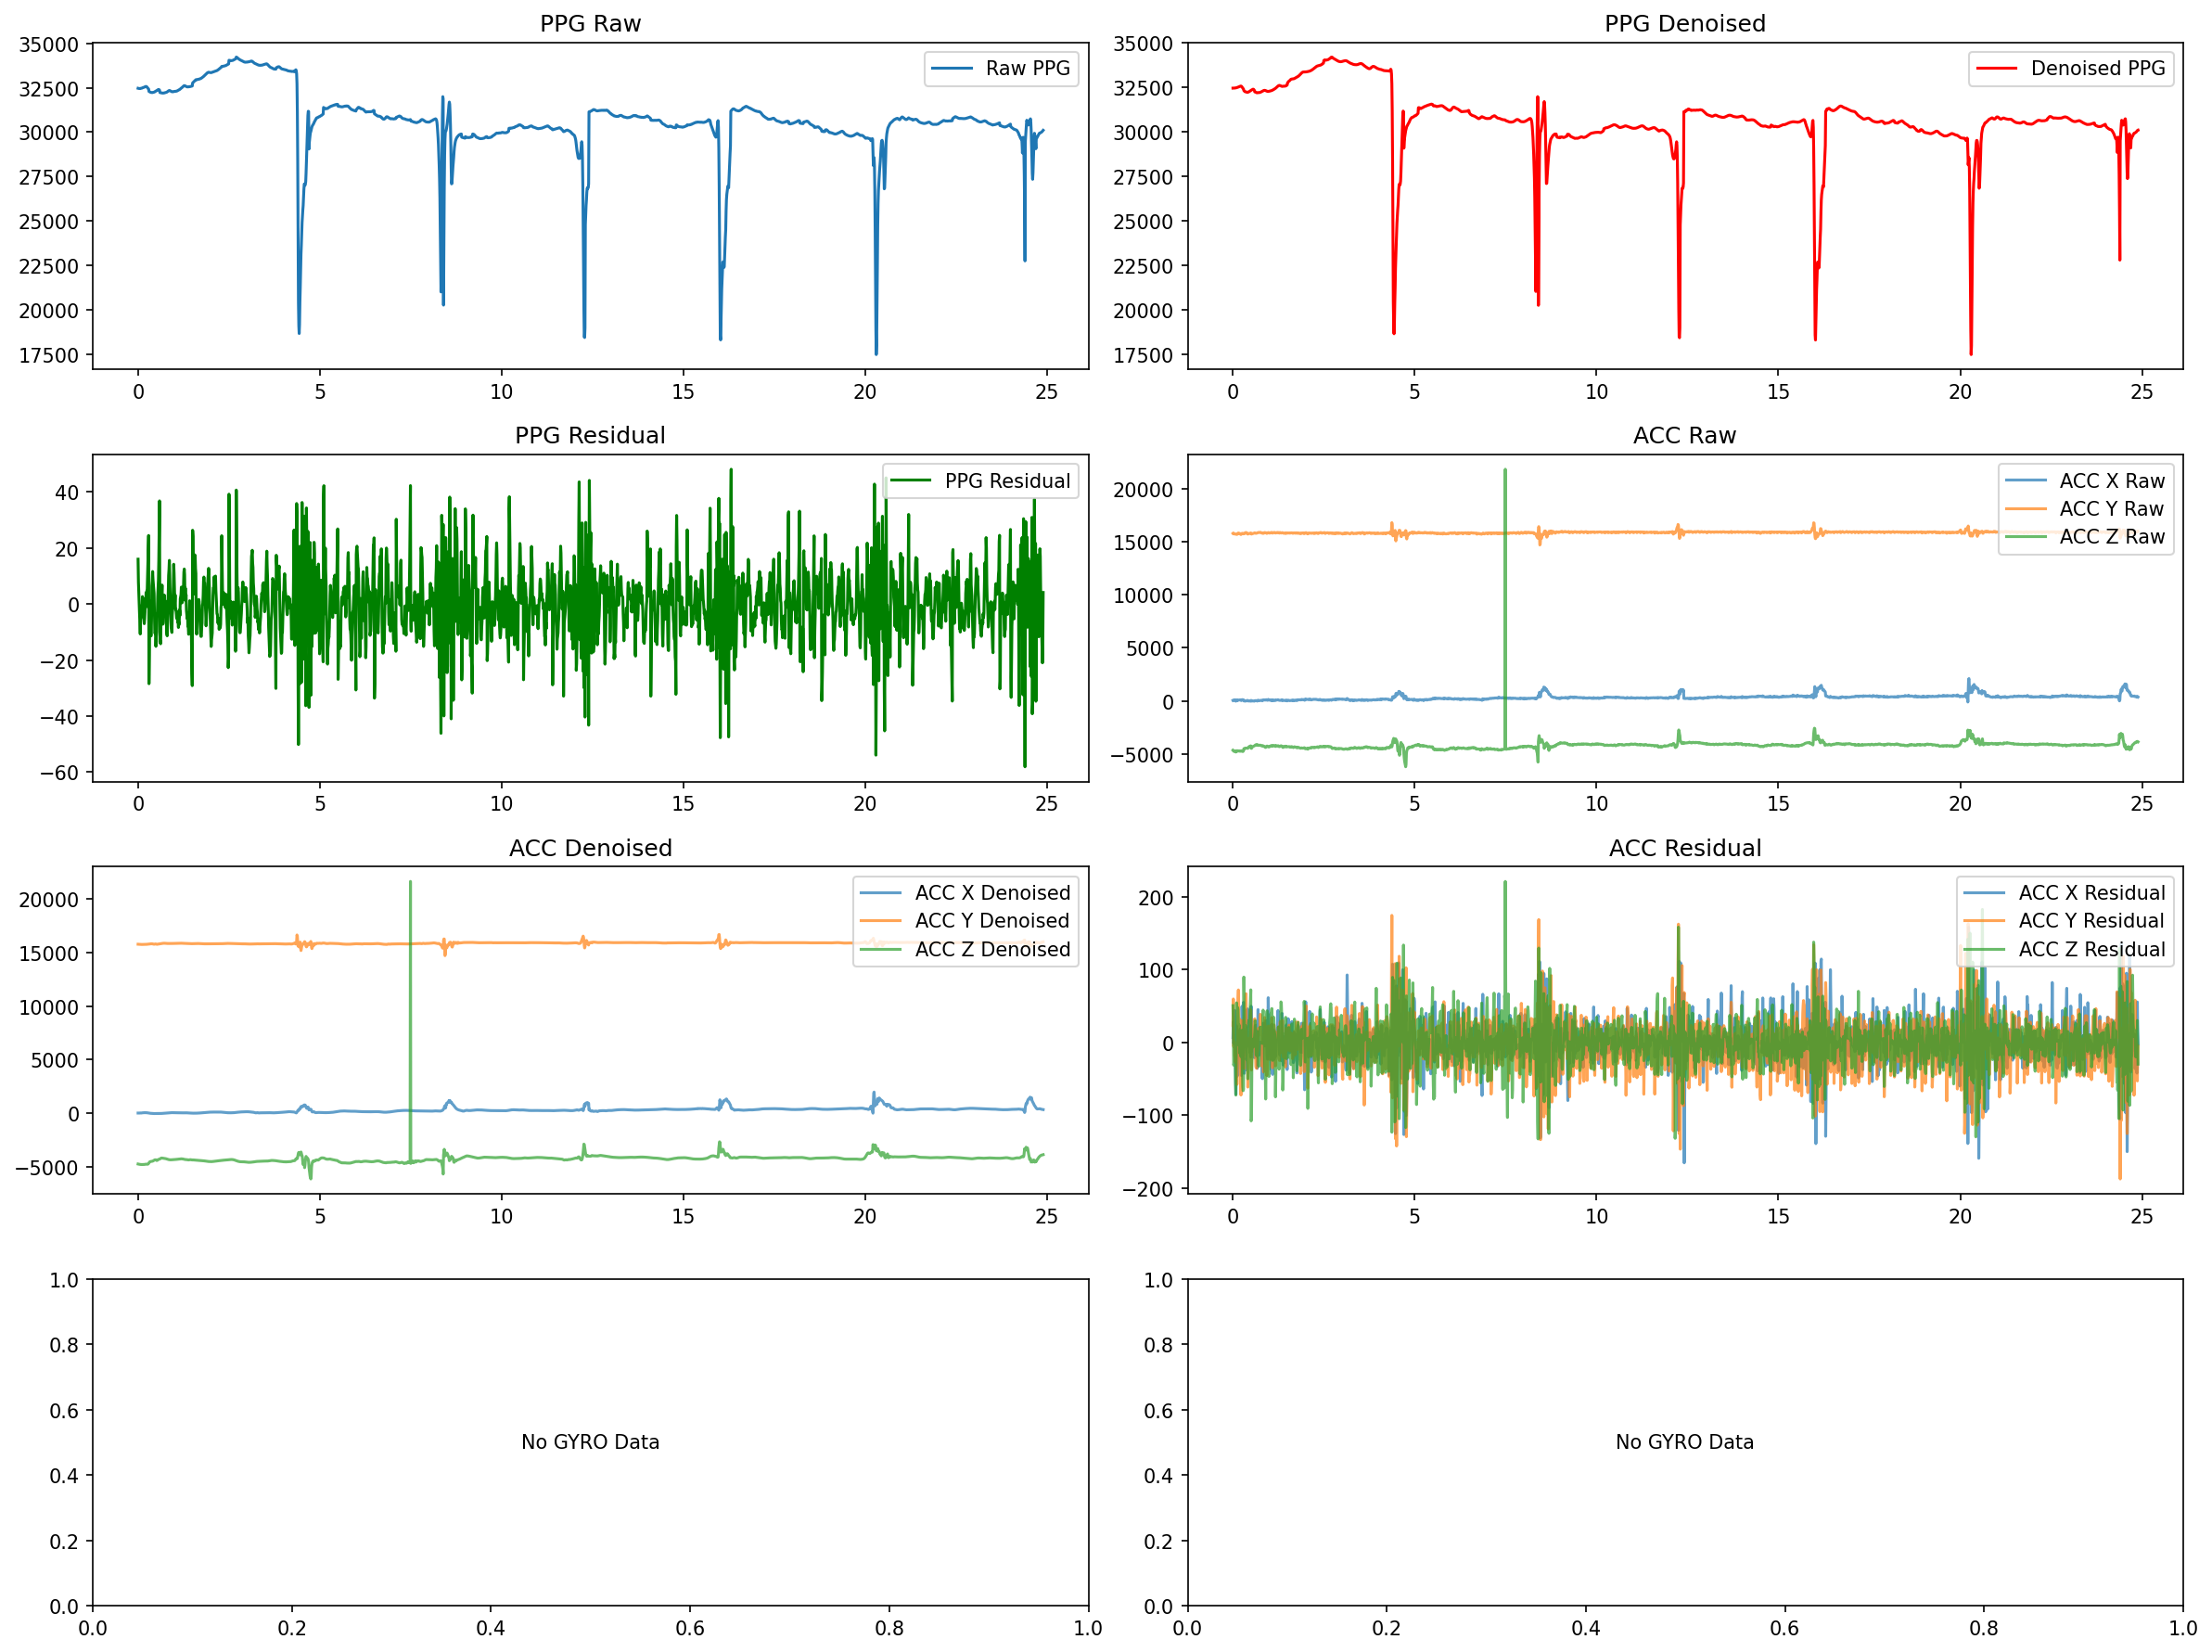 PPG Raw
35000
32500
30000
27500
25000
22500
20000
17500
Raw PPG
0 5 10 15 20 25
PPG Denoised
35000
32500
30000
27500
25000
22500
20000
17500
Denoised PPG
0 5 10 15 20 25
PPG Residual
40
20
0
−20
−40
−60
PPG Residual
0 5 10 15 20 25
ACC Raw
20000
15000
10000
5000
0
−5000
ACC X Raw
ACC Y Raw
ACC Z Raw
0 5 10 15 20 25
ACC Denoised
20000
15000
10000
5000
0
−5000
ACC X Denoised
ACC Y Denoised
ACC Z Denoised
0 5 10 15 20 25
ACC Residual
200
100
0
−100
−200
ACC X Residual
ACC Y Residual
ACC Z Residual
0 5 10 15 20 25
1.0
0.8
0.6
0.4
0.2
0.0
No GYRO Data
0.0 0.2 0.4 0.6 0.8 1.0
1.0
0.8
0.6
0.4
0.2
0.0
No GYRO Data
0.0 0.2 0.4 0.6 0.8 1.0